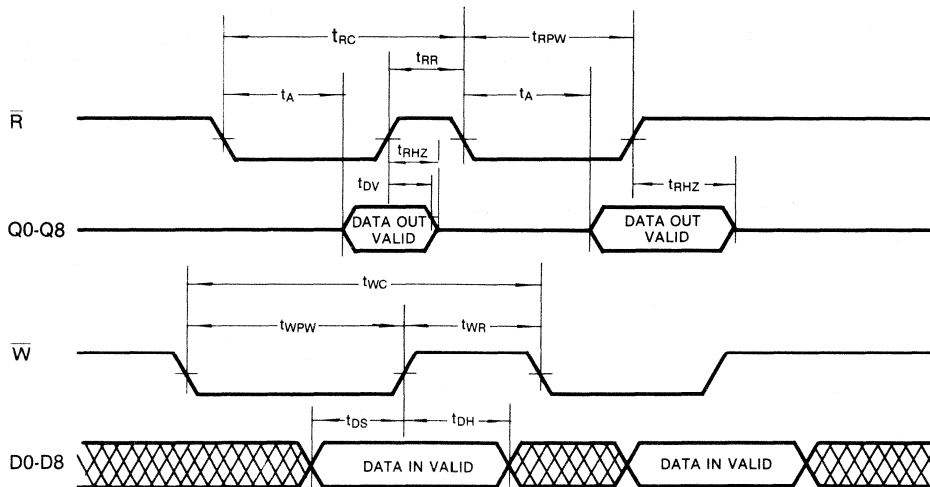 tRC
tRPW
tRR
tA
tA
R̅
tRHZ
tRHZ
tDV
Q0-Q8
DATA OUT
VALID
DATA OUT
VALID
tWC
tWPW
tWR
W̅
tDS
tDH
D0-D8
DATA IN VALID
DATA IN VALID